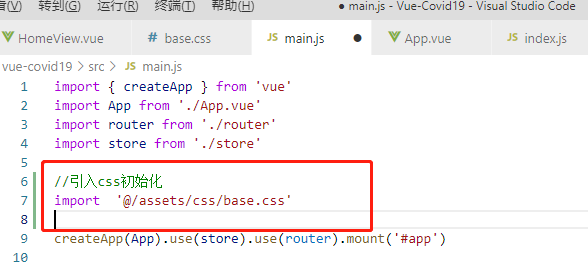 转到(G) 运行(R) 终端(T) 帮助(H) ● main.js - Vue-Covid19 - Visual Studio Code
HomeView.vue base.css JS main.js ● App.vue JS index.js
vue-covid19 > src > JS main.js
1 import { createApp } from 'vue'
2 import App from './App.vue'
3 import router from './router'
4 import store from './store'
5
6 //引入css初始化
7 import  '@/assets/css/base.css'
8
9 createApp(App).use(store).use(router).mount('#app')